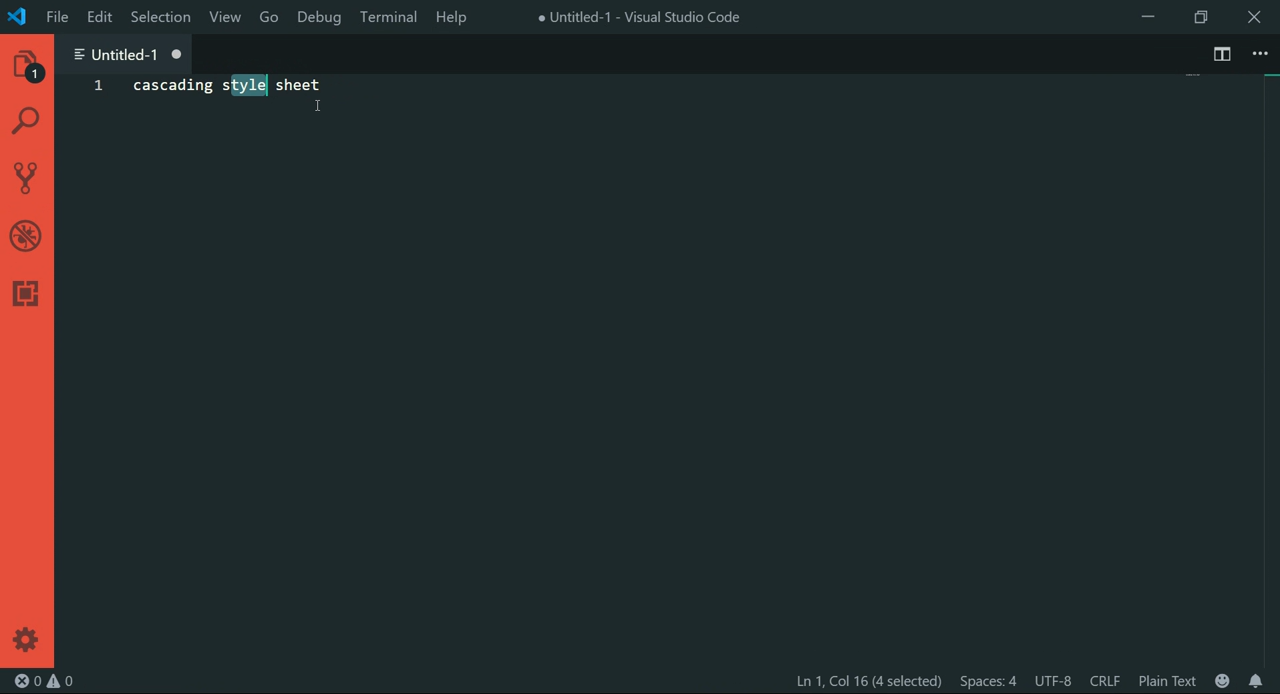 File Edit Selection View Go Debug Terminal Help ● Untitled-1 - Visual Studio Code
Untitled-1 ●
1
1 cascading style sheet
0 0 Ln 1, Col 16 (4 selected) Spaces: 4 UTF-8 CRLF Plain Text